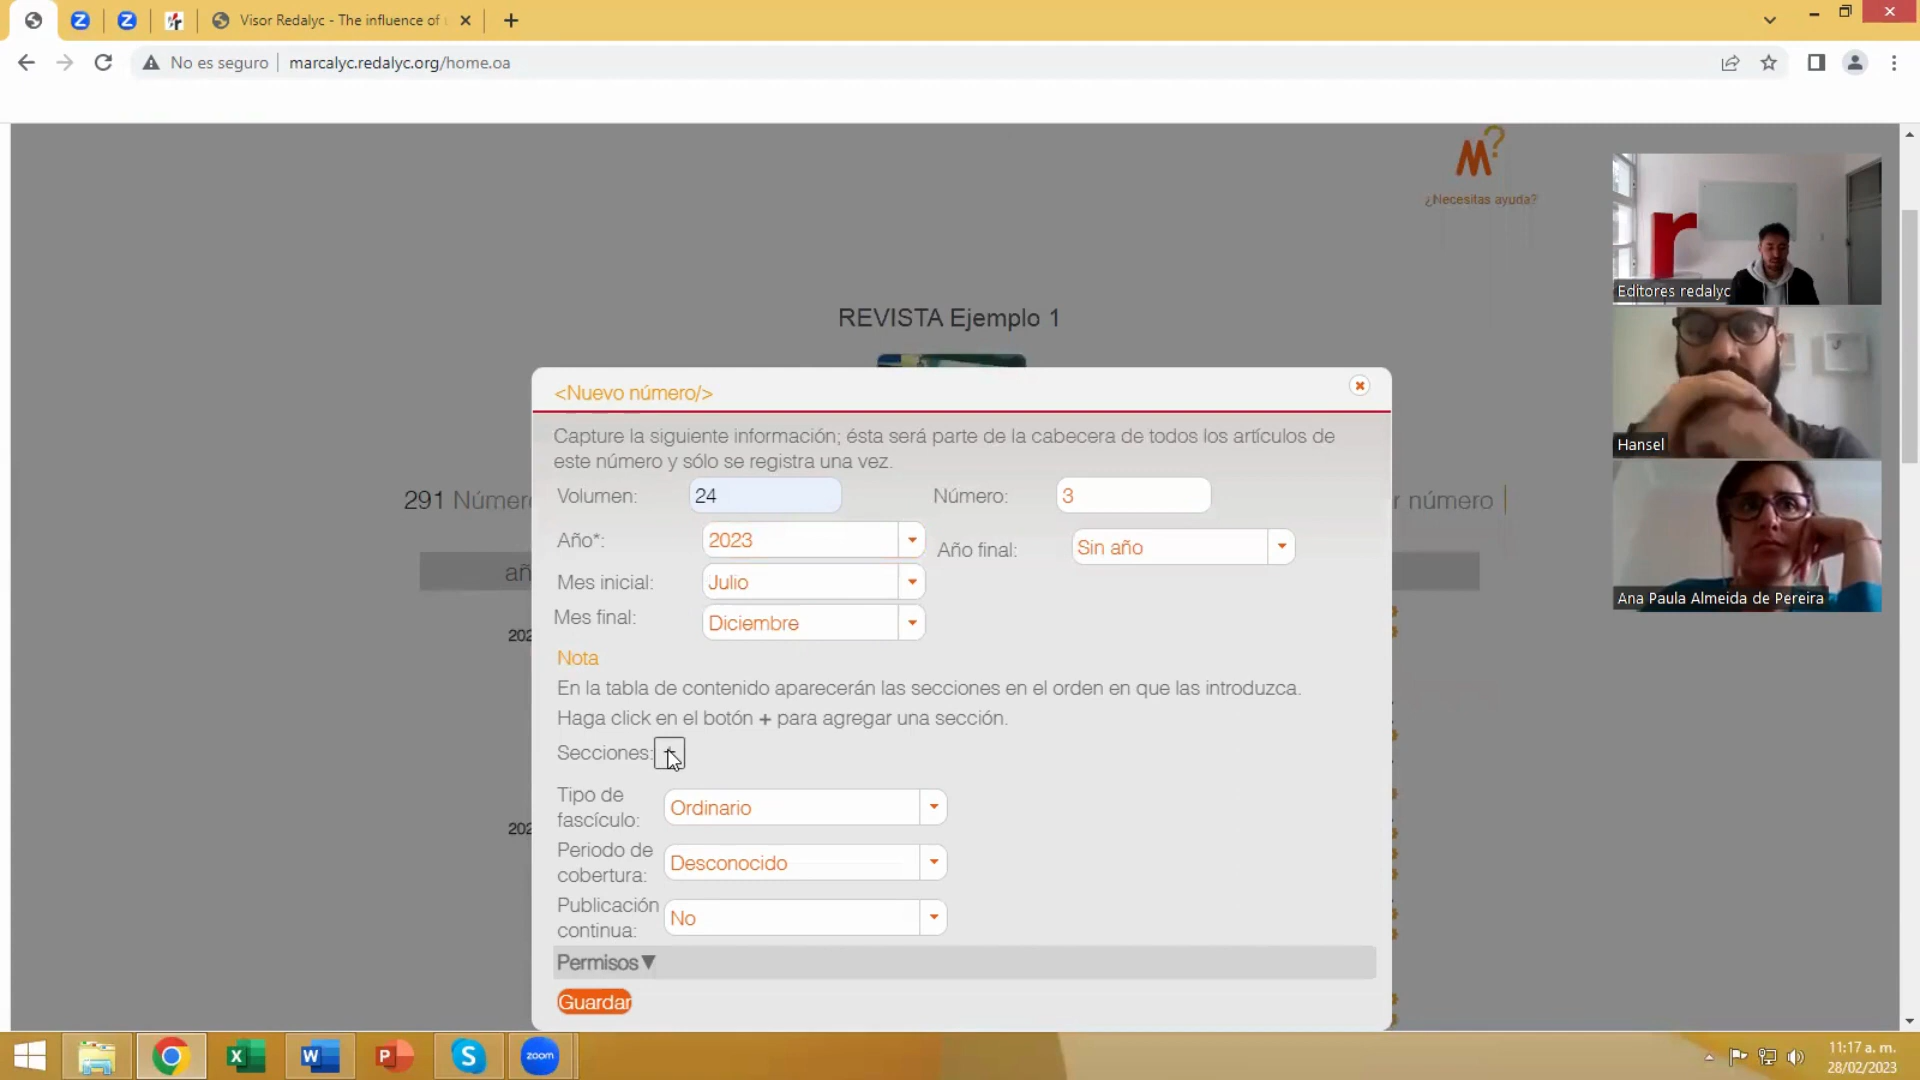 Visor Redalyc - The influence of
No es seguro
marcalyc.redalyc.org/home.oa
¿Necesitas ayuda?
REVISTA Ejemplo 1
291 Númer
r número
añ
202
202
<Nuevo número/>
Capture la siguiente información; ésta será parte de la cabecera de todos los artículos de
este número y sólo se registra una vez.
Volumen: 24 Número: 3
Año*: 2023 Año final: Sin año
Mes inicial: Julio
Mes final: Diciembre
Nota
En la tabla de contenido aparecerán las secciones en el orden en que las introduzca.
Haga click en el botón + para agregar una sección.
Secciones:
Tipo de
fascículo: Ordinario
Periodo de
cobertura: Desconocido
Publicación
continua: No
Permisos▼
Guardar
Editores redalyc
Hansel
Ana Paula Almeida de Pereira
zoom
11:17 a. m.
28/02/2023